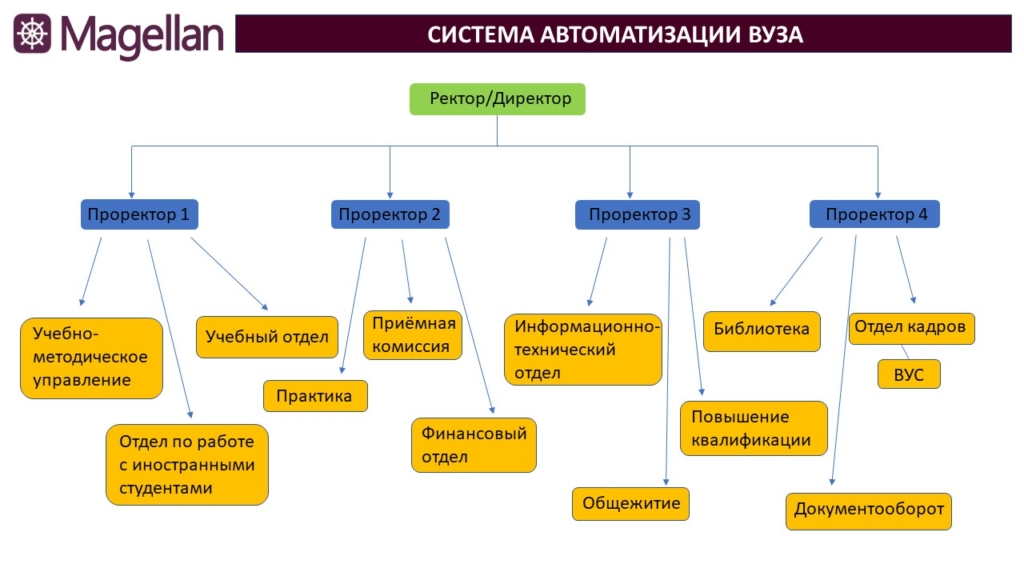 Magellan
СИСТЕМА АВТОМАТИЗАЦИИ ВУЗА
Ректор/Директор
Проректор 1
Проректор 2
Проректор 3
Проректор 4
Учебно-
методическое
управление
Учебный отдел
Отдел по работе
с иностранными
студентами
Приёмная
комиссия
Практика
Финансовый
отдел
Информационно-
технический
отдел
Повышение
квалификации
Общежитие
Библиотека
Отдел кадров
ВУС
Документооборот